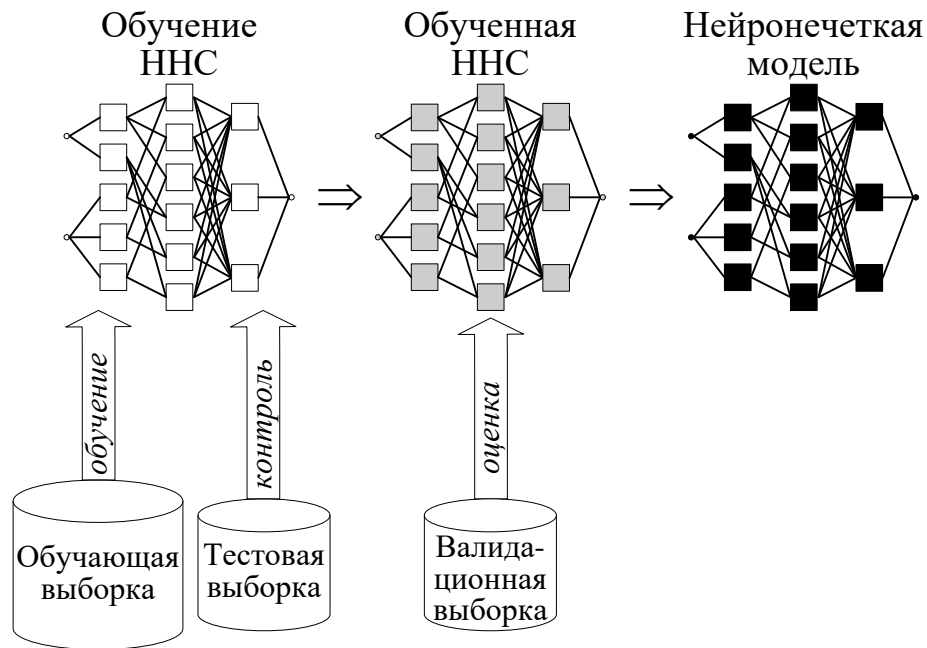 Обучение
ННС
Обученная
ННС
Нейронечеткая
модель
обучение
контроль
оценка
Обучающая
выборка
Тестовая
выборка
Валида-
ционная
выборка